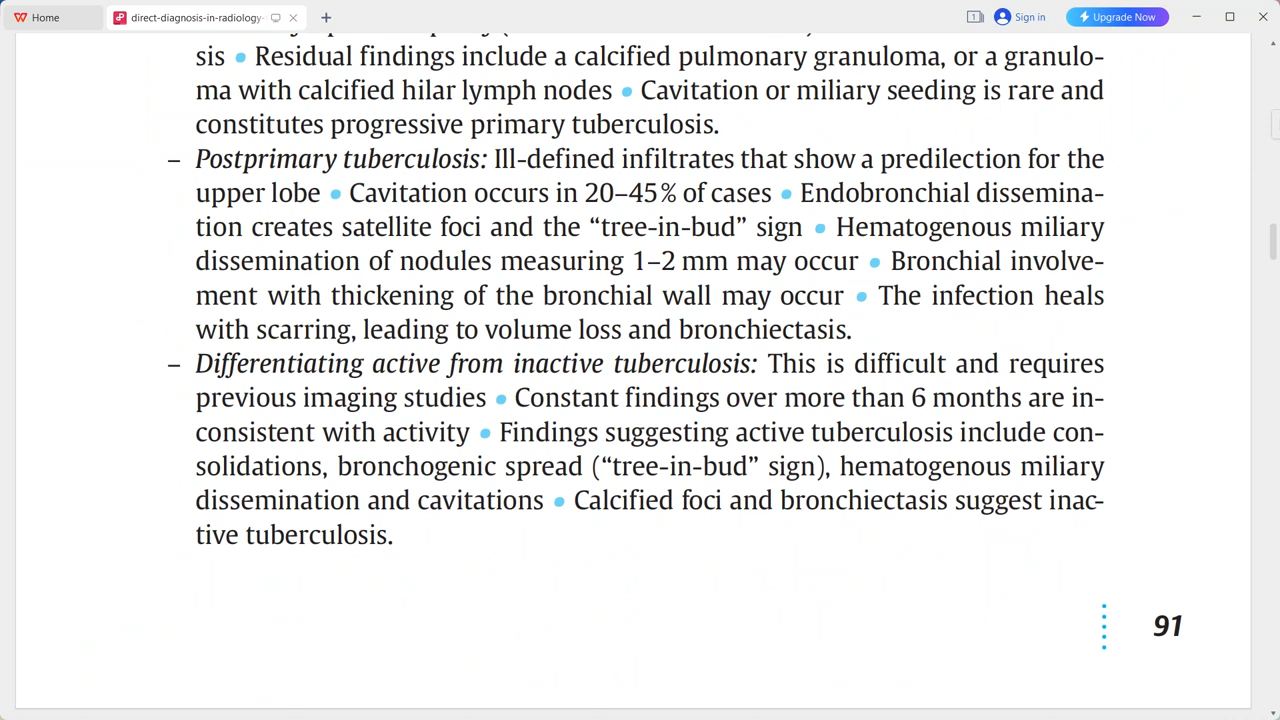 Home
direct-diagnosis-in-radiology-
1
Sign in
Upgrade Now
sis • Residual findings include a calcified pulmonary granuloma, or a granulo-
ma with calcified hilar lymph nodes • Cavitation or miliary seeding is rare and
constitutes progressive primary tuberculosis.
– Postprimary tuberculosis: Ill-defined infiltrates that show a predilection for the
upper lobe • Cavitation occurs in 20–45% of cases • Endobronchial dissemina-
tion creates satellite foci and the “tree-in-bud” sign • Hematogenous miliary
dissemination of nodules measuring 1–2 mm may occur • Bronchial involve-
ment with thickening of the bronchial wall may occur • The infection heals
with scarring, leading to volume loss and bronchiectasis.
– Differentiating active from inactive tuberculosis: This is difficult and requires
previous imaging studies • Constant findings over more than 6 months are in-
consistent with activity • Findings suggesting active tuberculosis include con-
solidations, bronchogenic spread (“tree-in-bud” sign), hematogenous miliary
dissemination and cavitations • Calcified foci and bronchiectasis suggest inac-
tive tuberculosis.
91